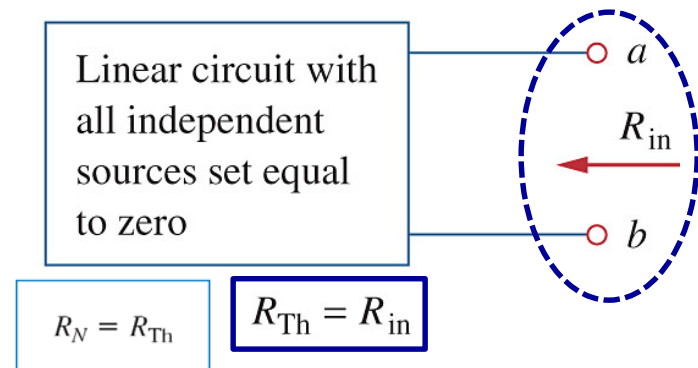 Linear circuit with
all independent
sources set equal
to zero
a
R_in
b
R_N = R_Th
R_Th = R_in